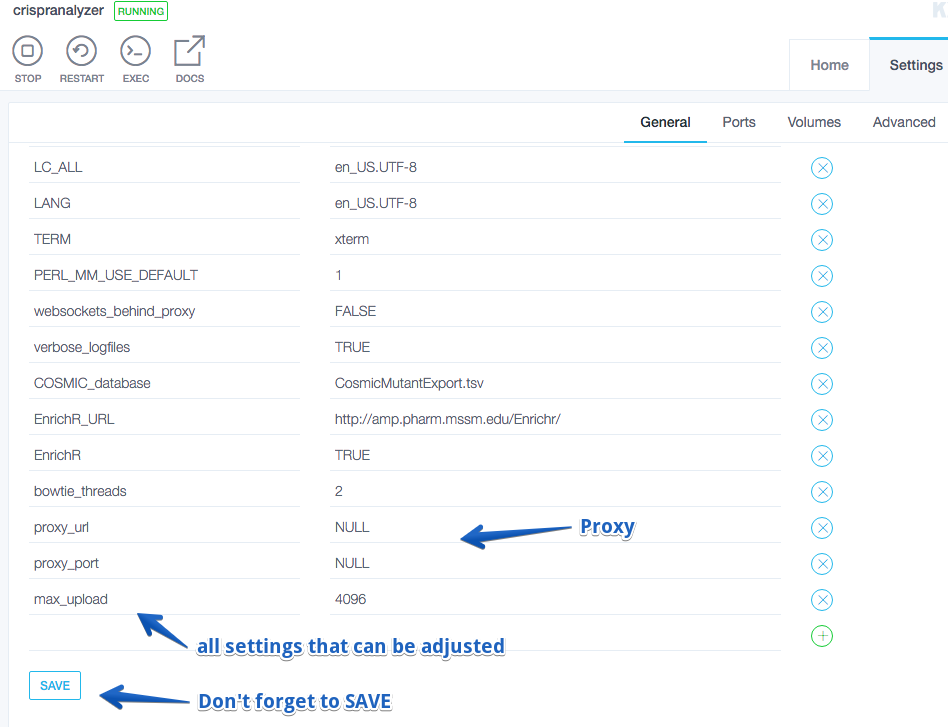 crispranalyzer RUNNING
STOP RESTART EXEC DOCS
Home Settings
General Ports Volumes Advanced
LC_ALL en_US.UTF-8
LANG en_US.UTF-8
TERM xterm
PERL_MM_USE_DEFAULT 1
websockets_behind_proxy FALSE
verbose_logfiles TRUE
COSMIC_database CosmicMutantExport.tsv
EnrichR_URL http://amp.pharm.mssm.edu/Enrichr/
EnrichR TRUE
bowtie_threads 2
proxy_url NULL Proxy
proxy_port NULL
max_upload 4096
all settings that can be adjusted
SAVE
Don't forget to SAVE